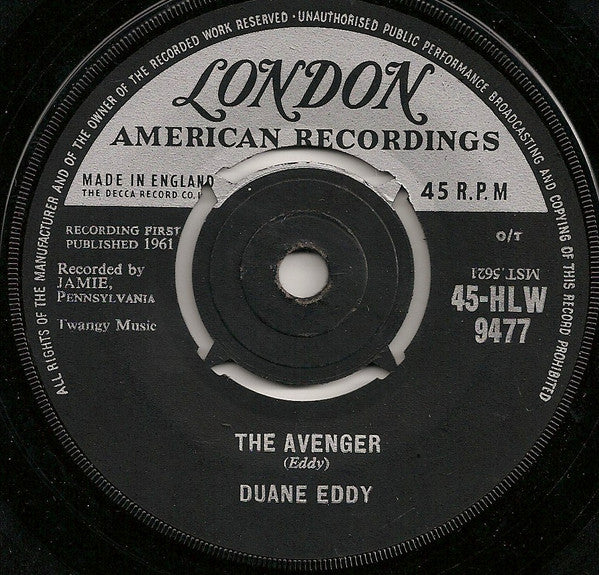 ALL RIGHTS OF THE MANUFACTURER AND OF THE OWNER OF THE RECORDED WORK RESERVED · UNAUTHORISED PUBLIC PERFORMANCE BROADCASTING AND COPYING OF THIS RECORD PROHIBITED
LONDON
AMERICAN RECORDINGS
MADE IN ENGLAND
THE DECCA RECORD CO.
45 R.P.M
RECORDING FIRST
PUBLISHED 1961
O/T
Recorded by
JAMIE,
PENNSYLVANIA
MST.5621
45-HLW
9477
Twangy Music
THE AVENGER
(Eddy)
DUANE EDDY